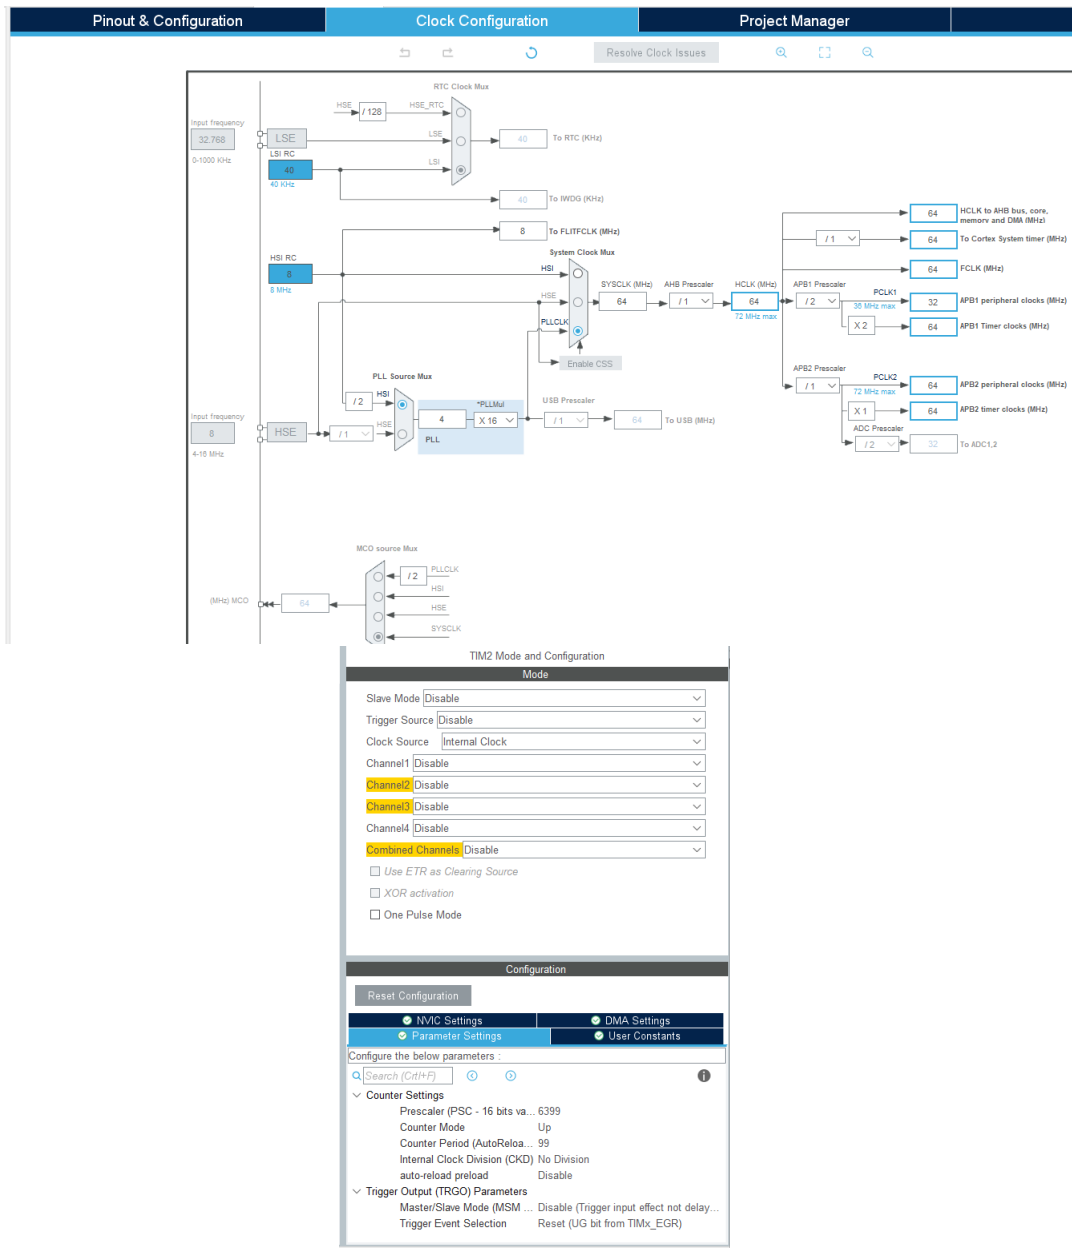 Pinout & Configuration
Clock Configuration
Project Manager
Resolve Clock Issues
RTC Clock Mux
HSE
/ 128
HSE_RTC
Input frequency
32.768
0-1000 KHz
LSE
LSE
40
To RTC (KHz)
LSI RC
40
40 KHz
LSI
40
To IWDG (KHz)
8
To FLITFCLK (MHz)
HSI RC
8
8 MHz
System Clock Mux
HSI
HSE
PLLCLK
Enable CSS
SYSCLK (MHz)
64
AHB Prescaler
/ 1
HCLK (MHz)
64
72 MHz max
64
HCLK to AHB bus, core,
memory and DMA (MHz)
/ 1
64
To Cortex System timer (MHz)
64
FCLK (MHz)
APB1 Prescaler
/ 2
PCLK1
36 MHz max
32
APB1 peripheral clocks (MHz)
X 2
64
APB1 Timer clocks (MHz)
APB2 Prescaler
/ 1
PCLK2
72 MHz max
64
APB2 peripheral clocks (MHz)
X 1
64
APB2 timer clocks (MHz)
ADC Prescaler
/ 2
32
To ADC1,2
PLL Source Mux
HSI
/ 2
HSE
/ 1
4
*PLLMul
X 16
PLL
USB Prescaler
/ 1
64
To USB (MHz)
Input frequency
8
4-16 MHz
HSE
MCO source Mux
/ 2
PLLCLK
HSI
HSE
SYSCLK
(MHz) MCO
64
TIM2 Mode and Configuration
Mode
Slave Mode Disable
Trigger Source Disable
Clock Source Internal Clock
Channel1 Disable
Channel2 Disable
Channel3 Disable
Channel4 Disable
Combined Channels Disable
Use ETR as Clearing Source
XOR activation
One Pulse Mode
Configuration
Reset Configuration
NVIC Settings
DMA Settings
Parameter Settings
User Constants
Configure the below parameters :
Search (Crtl+F)
Counter Settings
Prescaler (PSC - 16 bits va... 6399
Counter Mode Up
Counter Period (AutoReloa... 99
Internal Clock Division (CKD) No Division
auto-reload preload Disable
Trigger Output (TRGO) Parameters
Master/Slave Mode (MSM ... Disable (Trigger input effect not delay...
Trigger Event Selection Reset (UG bit from TIMx_EGR)